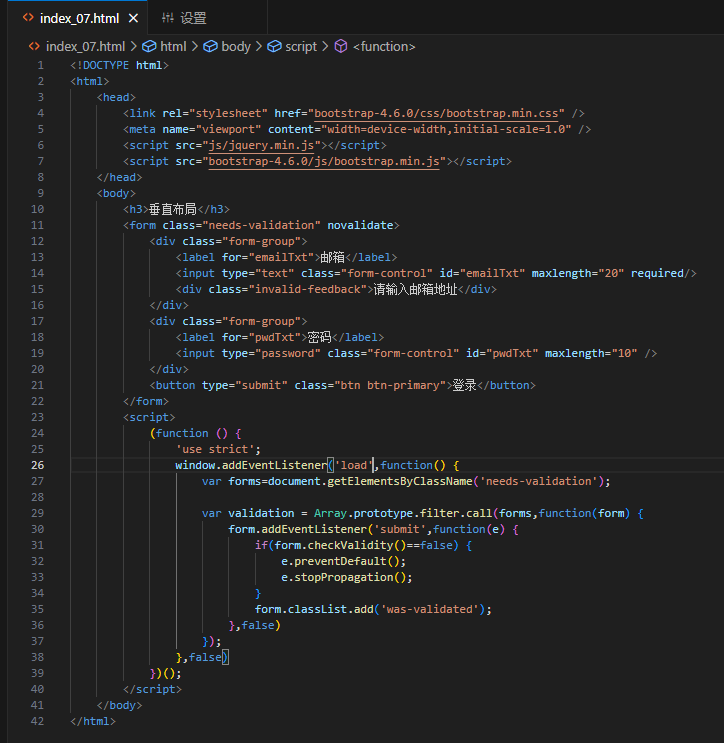 index_07.html 设置
index_07.html > html > body > script > <function>
1 <!DOCTYPE html>
2 <html>
3 <head>
4 <link rel="stylesheet" href="bootstrap-4.6.0/css/bootstrap.min.css" />
5 <meta name="viewport" content="width=device-width,initial-scale=1.0" />
6 <script src="js/jquery.min.js"></script>
7 <script src="bootstrap-4.6.0/js/bootstrap.min.js"></script>
8 </head>
9 <body>
10 <h3>垂直布局</h3>
11 <form class="needs-validation" novalidate>
12 <div class="form-group">
13 <label for="emailTxt">邮箱</label>
14 <input type="text" class="form-control" id="emailTxt" maxlength="20" required/>
15 <div class="invalid-feedback">请输入邮箱地址</div>
16 </div>
17 <div class="form-group">
18 <label for="pwdTxt">密码</label>
19 <input type="password" class="form-control" id="pwdTxt" maxlength="10" />
20 </div>
21 <button type="submit" class="btn btn-primary">登录</button>
22 </form>
23 <script>
24 (function () {
25 'use strict';
26 window.addEventListener('load',function() {
27 var forms=document.getElementsByClassName('needs-validation');
28
29 var validation = Array.prototype.filter.call(forms,function(form) {
30 form.addEventListener('submit',function(e) {
31 if(form.checkValidity()==false) {
32 e.preventDefault();
33 e.stopPropagation();
34 }
35 form.classList.add('was-validated');
36 },false)
37 });
38 },false)
39 })();
40 </script>
41 </body>
42 </html>